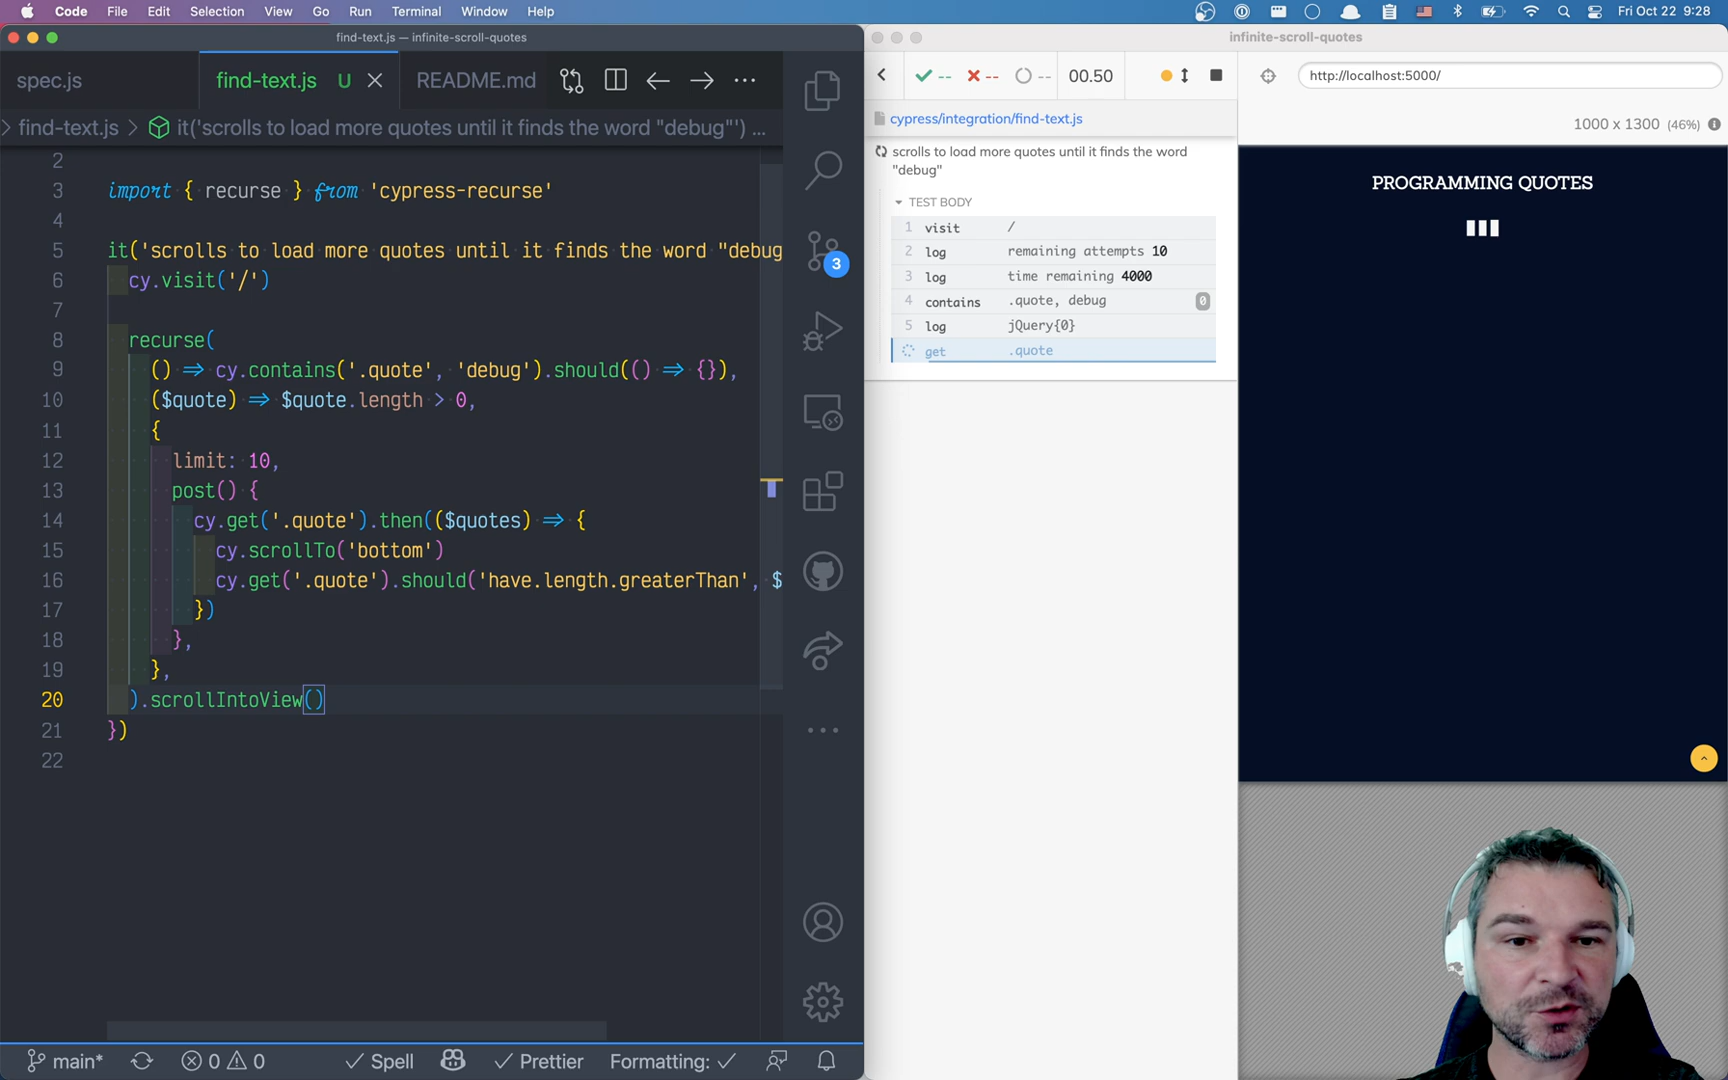 Code File Edit Selection View Go Run Terminal Window Help
Fri Oct 22 9:28
find-text.js — infinite-scroll-quotes
infinite-scroll-quotes
spec.js
find-text.js U
README.md
-- -- -- 00.50
http://localhost:5000/
1000 x 1300 (46%)
> find-text.js > it('scrolls to load more quotes until it finds the word "debug"') ...
cypress/integration/find-text.js
scrolls to load more quotes until it finds the word
"debug"
TEST BODY
1 visit /
2 log remaining attempts 10
3 log time remaining 4000
4 contains .quote, debug 0
5 log jQuery{0}
get .quote
PROGRAMMING QUOTES
2
3 import { recurse } from 'cypress-recurse'
4
5 it('scrolls to load more quotes until it finds the word "debug
6 cy.visit('/')
7
8 recurse(
9 () => cy.contains('.quote', 'debug').should(() => {}),
10 ($quote) => $quote.length > 0,
11 {
12 limit: 10,
13 post() {
14 cy.get('.quote').then(($quotes) => {
15 cy.scrollTo('bottom')
16 cy.get('.quote').should('have.length.greaterThan', $
17 })
18 },
19 },
20 ).scrollIntoView()
21 })
22
3
main* 0 0 Spell Prettier Formatting: